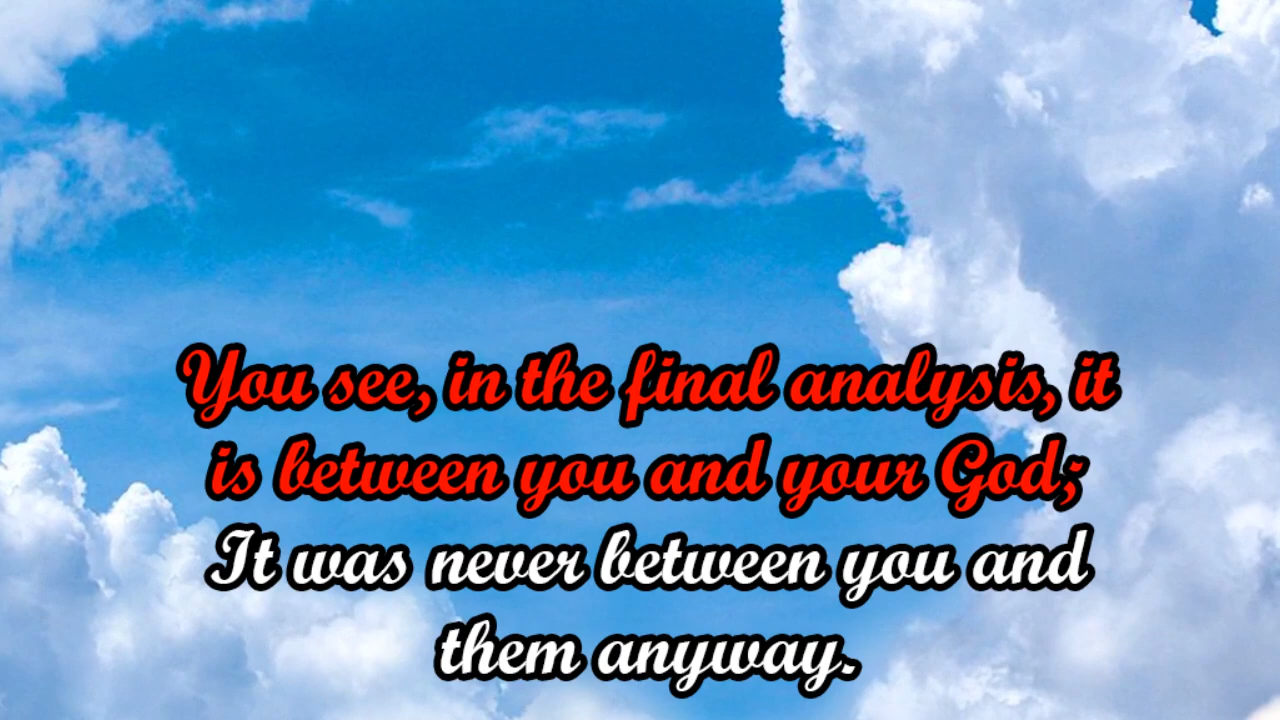 You see, in the final analysis, it
is between you and your God;
It was never between you and
them anyway.